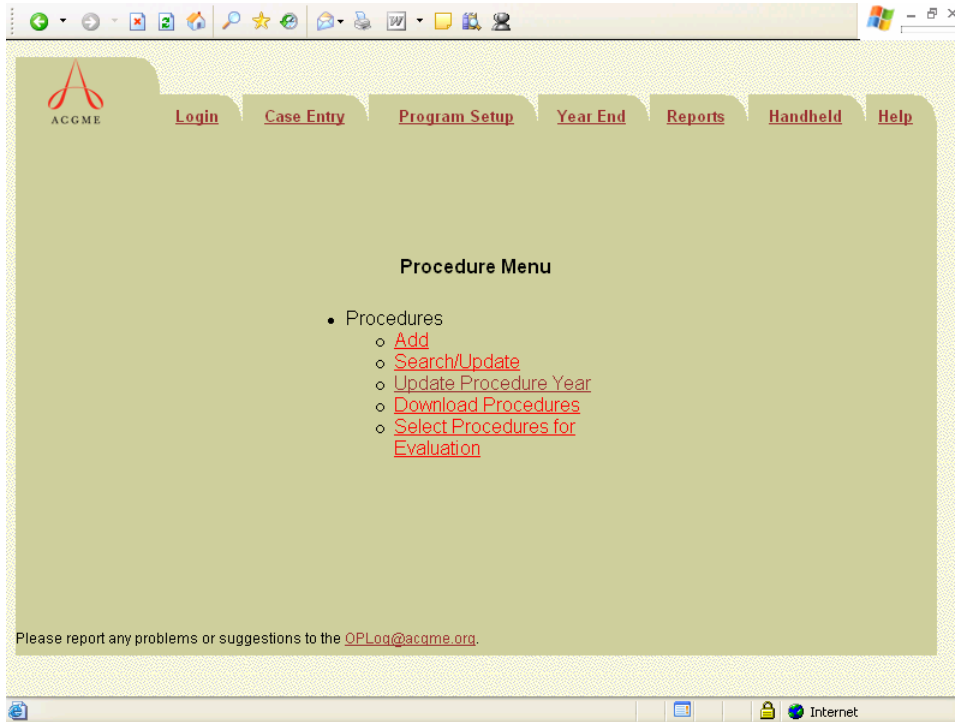 ACGME
Login Case Entry Program Setup Year End Reports Handheld Help
Procedure Menu
Procedures
Add
Search/Update
Update Procedure Year
Download Procedures
Select Procedures for
Evaluation
Please report any problems or suggestions to the OPLog@acgme.org.
Internet